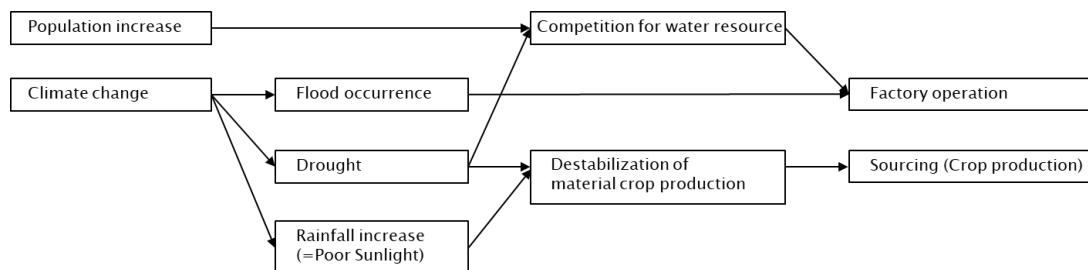 Population increase
Competition for water resource
Climate change
Flood occurrence
Factory operation
Drought
Destabilization of
material crop production
Sourcing (Crop production)
Rainfall increase
(=Poor Sunlight)